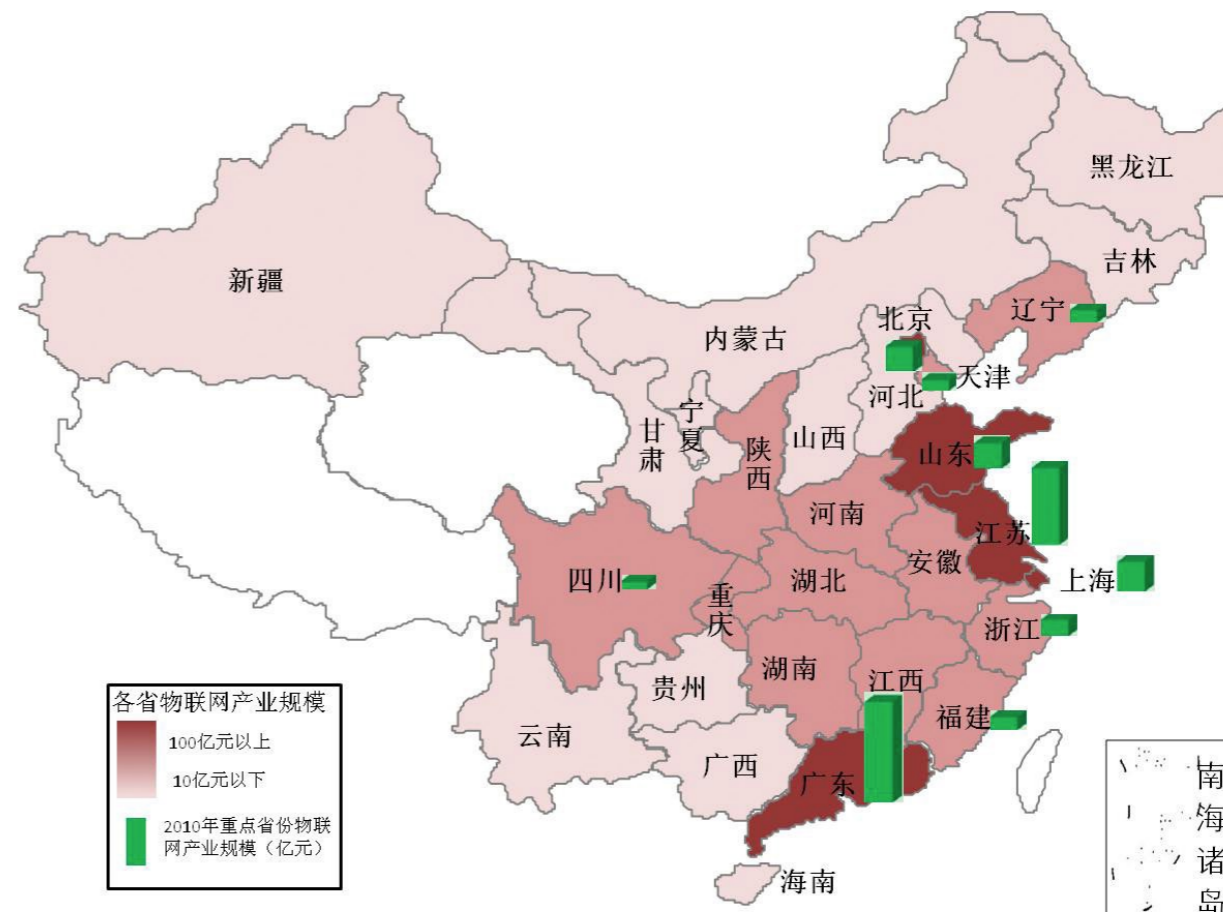 黑龙江
吉林
辽宁
新疆
内蒙古
北京
天津
河北
宁夏
甘肃
山西
陕西
山东
河南
江苏
安徽
上海
四川
重庆
湖北
浙江
湖南
江西
贵州
福建
云南
广西
广东
海南
各省物联网产业规模
100亿元以上
10亿元以下
2010年重点省份物联
网产业规模（亿元）
南
海
诸
岛